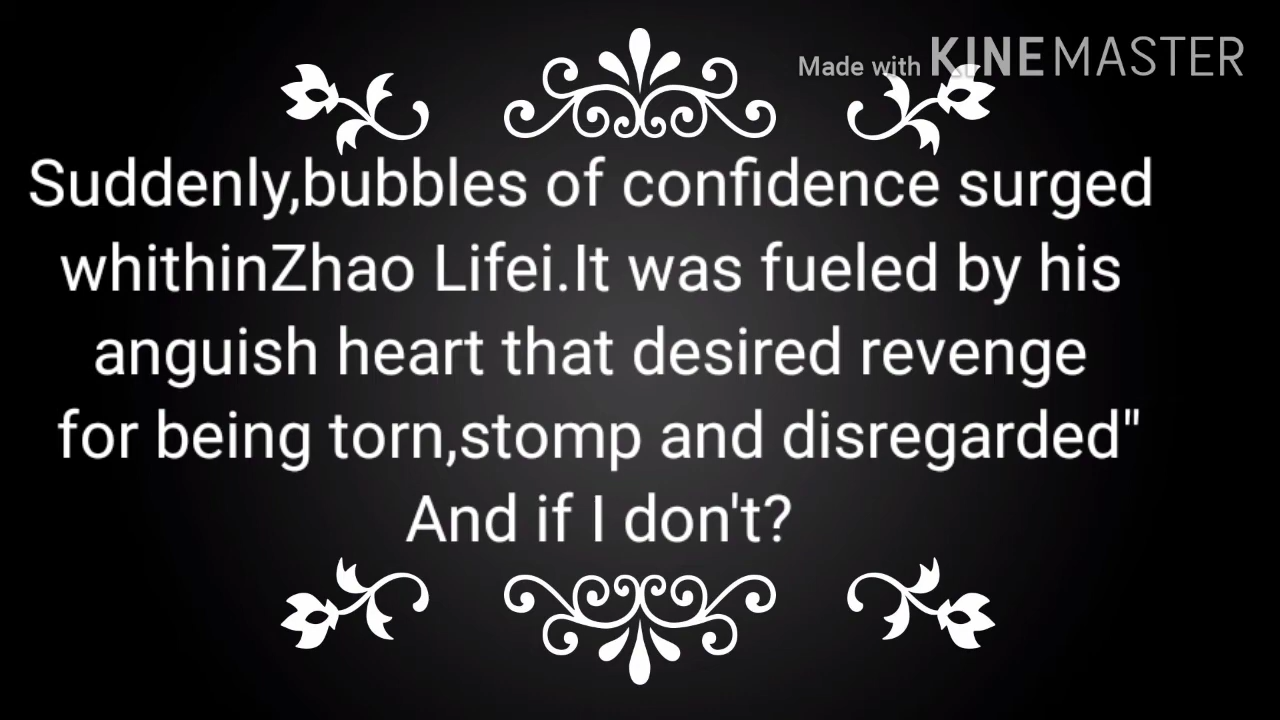 Made with KINEMASTER
Suddenly,bubbles of confidence surged
whithinZhao Lifei.It was fueled by his
anguish heart that desired revenge
for being torn,stomp and disregarded"
And if I don't?